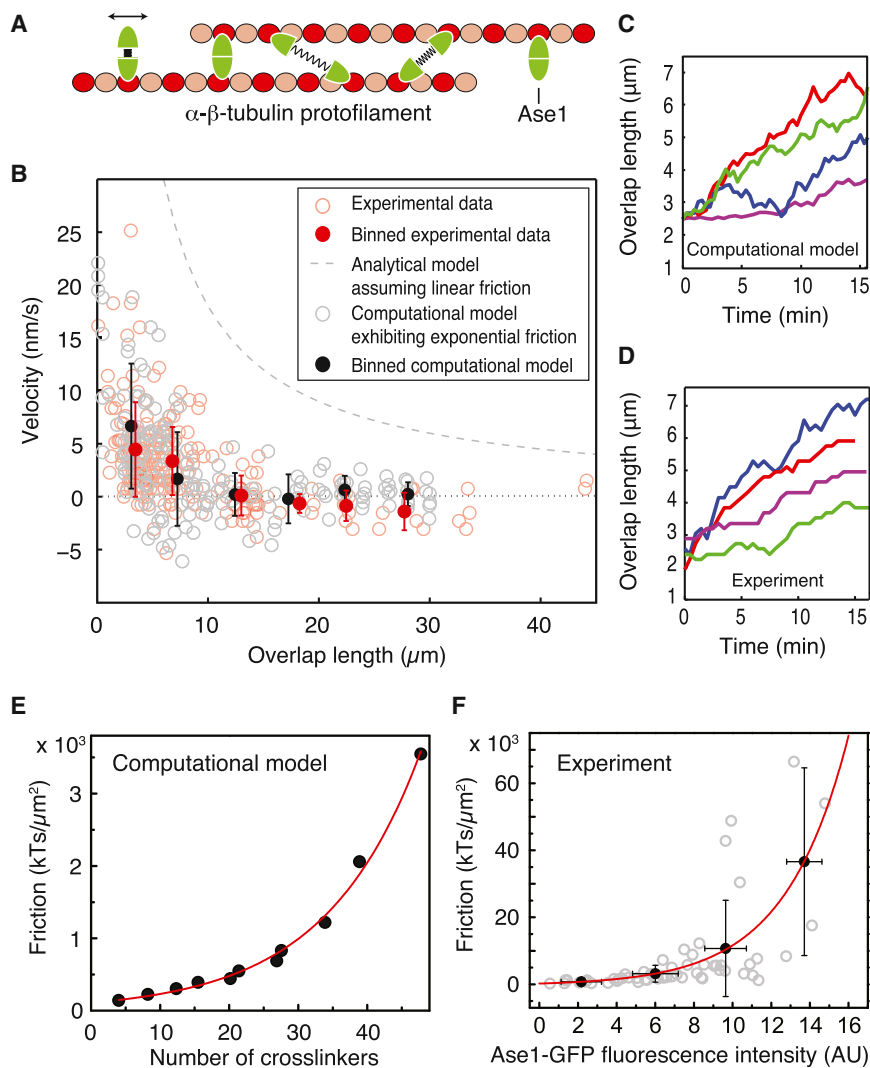 A
α-β-tubulin protofilament
Ase1
B
Velocity (nm/s)
25
20
15
10
5
0
−5
Experimental data
Binned experimental data
Analytical model
assuming linear friction
Computational model
exhibiting exponential friction
Binned computational model
0 10 20 30 40
Overlap length (µm)
C
Overlap length (µm)
7
6
5
4
3
2
1
Computational model
0 5 10 15
Time (min)
D
Overlap length (µm)
7
6
5
4
3
2
1
Experiment
0 5 10 15
Time (min)
E
x 10³
Computational model
Friction (kTs/µm²)
3
2
1
0
0 10 20 30 40
Number of crosslinkers
F
x 10³
Experiment
Friction (kTs/µm²)
60
40
20
0
0 2 4 6 8 10 12 14 16
Ase1-GFP fluorescence intensity (AU)